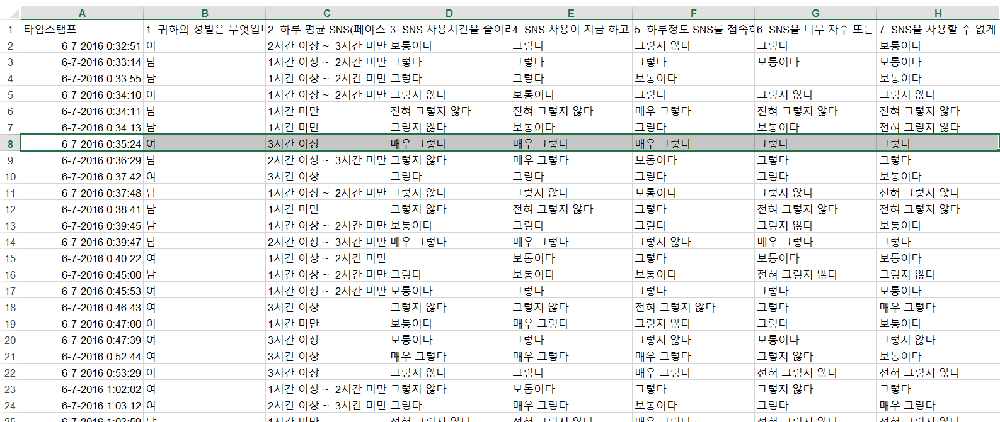 A B C D E F G H
1 타임스탬프 1. 귀하의 성별은 무엇입니 2. 하루 평균 SNS(페이스 3. SNS 사용시간을 줄이려 4. SNS 사용이 지금 하고 5. 하루정도 SNS를 접속하 6. SNS을 너무 자주 또는 7. SNS을 사용할 수 없게
2 6-7-2016 0:32:51 여 2시간 이상 ~ 3시간 미만 보통이다 그렇다 그렇지 않다 그렇다 보통이다
3 6-7-2016 0:33:14 남 1시간 이상 ~ 2시간 미만 그렇다 그렇다 그렇다 보통이다 보통이다
4 6-7-2016 0:33:55 남 1시간 이상 ~ 2시간 미만 그렇다 그렇다 보통이다 보통이다
5 6-7-2016 0:34:10 여 1시간 이상 ~ 2시간 미만 그렇지 않다 보통이다 그렇다 그렇지 않다 그렇지 않다
6 6-7-2016 0:34:11 남 1시간 미만 전혀 그렇지 않다 전혀 그렇지 않다 매우 그렇다 전혀 그렇지 않다 전혀 그렇지 않다
7 6-7-2016 0:34:13 남 1시간 미만 그렇지 않다 보통이다 그렇다 보통이다 전혀 그렇지 않다
8 6-7-2016 0:35:24 여 3시간 이상 매우 그렇다 매우 그렇다 매우 그렇다 그렇다 그렇다
9 6-7-2016 0:36:29 남 2시간 이상 ~ 3시간 미만 그렇지 않다 매우 그렇다 보통이다 그렇다 그렇다
10 6-7-2016 0:37:42 여 3시간 이상 그렇다 그렇다 그렇다 그렇다 보통이다
11 6-7-2016 0:37:48 남 1시간 이상 ~ 2시간 미만 그렇지 않다 그렇지 않다 보통이다 그렇지 않다 전혀 그렇지 않다
12 6-7-2016 0:38:41 남 1시간 미만 그렇지 않다 전혀 그렇지 않다 그렇다 전혀 그렇지 않다 전혀 그렇지 않다
13 6-7-2016 0:39:45 남 1시간 이상 ~ 2시간 미만 보통이다 그렇다 그렇다 그렇지 않다 보통이다
14 6-7-2016 0:39:47 남 2시간 이상 ~ 3시간 미만 매우 그렇다 매우 그렇다 그렇지 않다 매우 그렇다 그렇다
15 6-7-2016 0:40:22 여 1시간 이상 ~ 2시간 미만 보통이다 그렇다 보통이다 보통이다
16 6-7-2016 0:45:00 남 1시간 이상 ~ 2시간 미만 그렇다 보통이다 보통이다 전혀 그렇지 않다 그렇지 않다
17 6-7-2016 0:45:53 여 1시간 이상 ~ 2시간 미만 보통이다 그렇다 그렇다 그렇다 보통이다
18 6-7-2016 0:46:43 여 3시간 이상 그렇지 않다 그렇지 않다 전혀 그렇지 않다 그렇다 매우 그렇다
19 6-7-2016 0:47:00 여 1시간 미만 보통이다 매우 그렇다 그렇지 않다 그렇다 보통이다
20 6-7-2016 0:47:39 여 3시간 이상 보통이다 그렇다 그렇지 않다 보통이다 그렇지 않다
21 6-7-2016 0:52:44 여 3시간 이상 매우 그렇다 매우 그렇다 매우 그렇다 그렇지 않다 보통이다
22 6-7-2016 0:53:29 여 3시간 이상 그렇지 않다 그렇다 매우 그렇다 전혀 그렇지 않다 전혀 그렇지 않다
23 6-7-2016 1:02:02 여 1시간 이상 ~ 2시간 미만 그렇지 않다 보통이다 그렇다 그렇지 않다 그렇다
24 6-7-2016 1:03:12 여 2시간 이상 ~ 3시간 미만 그렇다 매우 그렇다 보통이다 그렇다 매우 그렇다
25 6-7-2016 1:03:59 남 1시간 미만 전혀 그렇지 않다 전혀 그렇지 않다 매우 그렇다 전혀 그렇지 않다 전혀 그렇지 않다